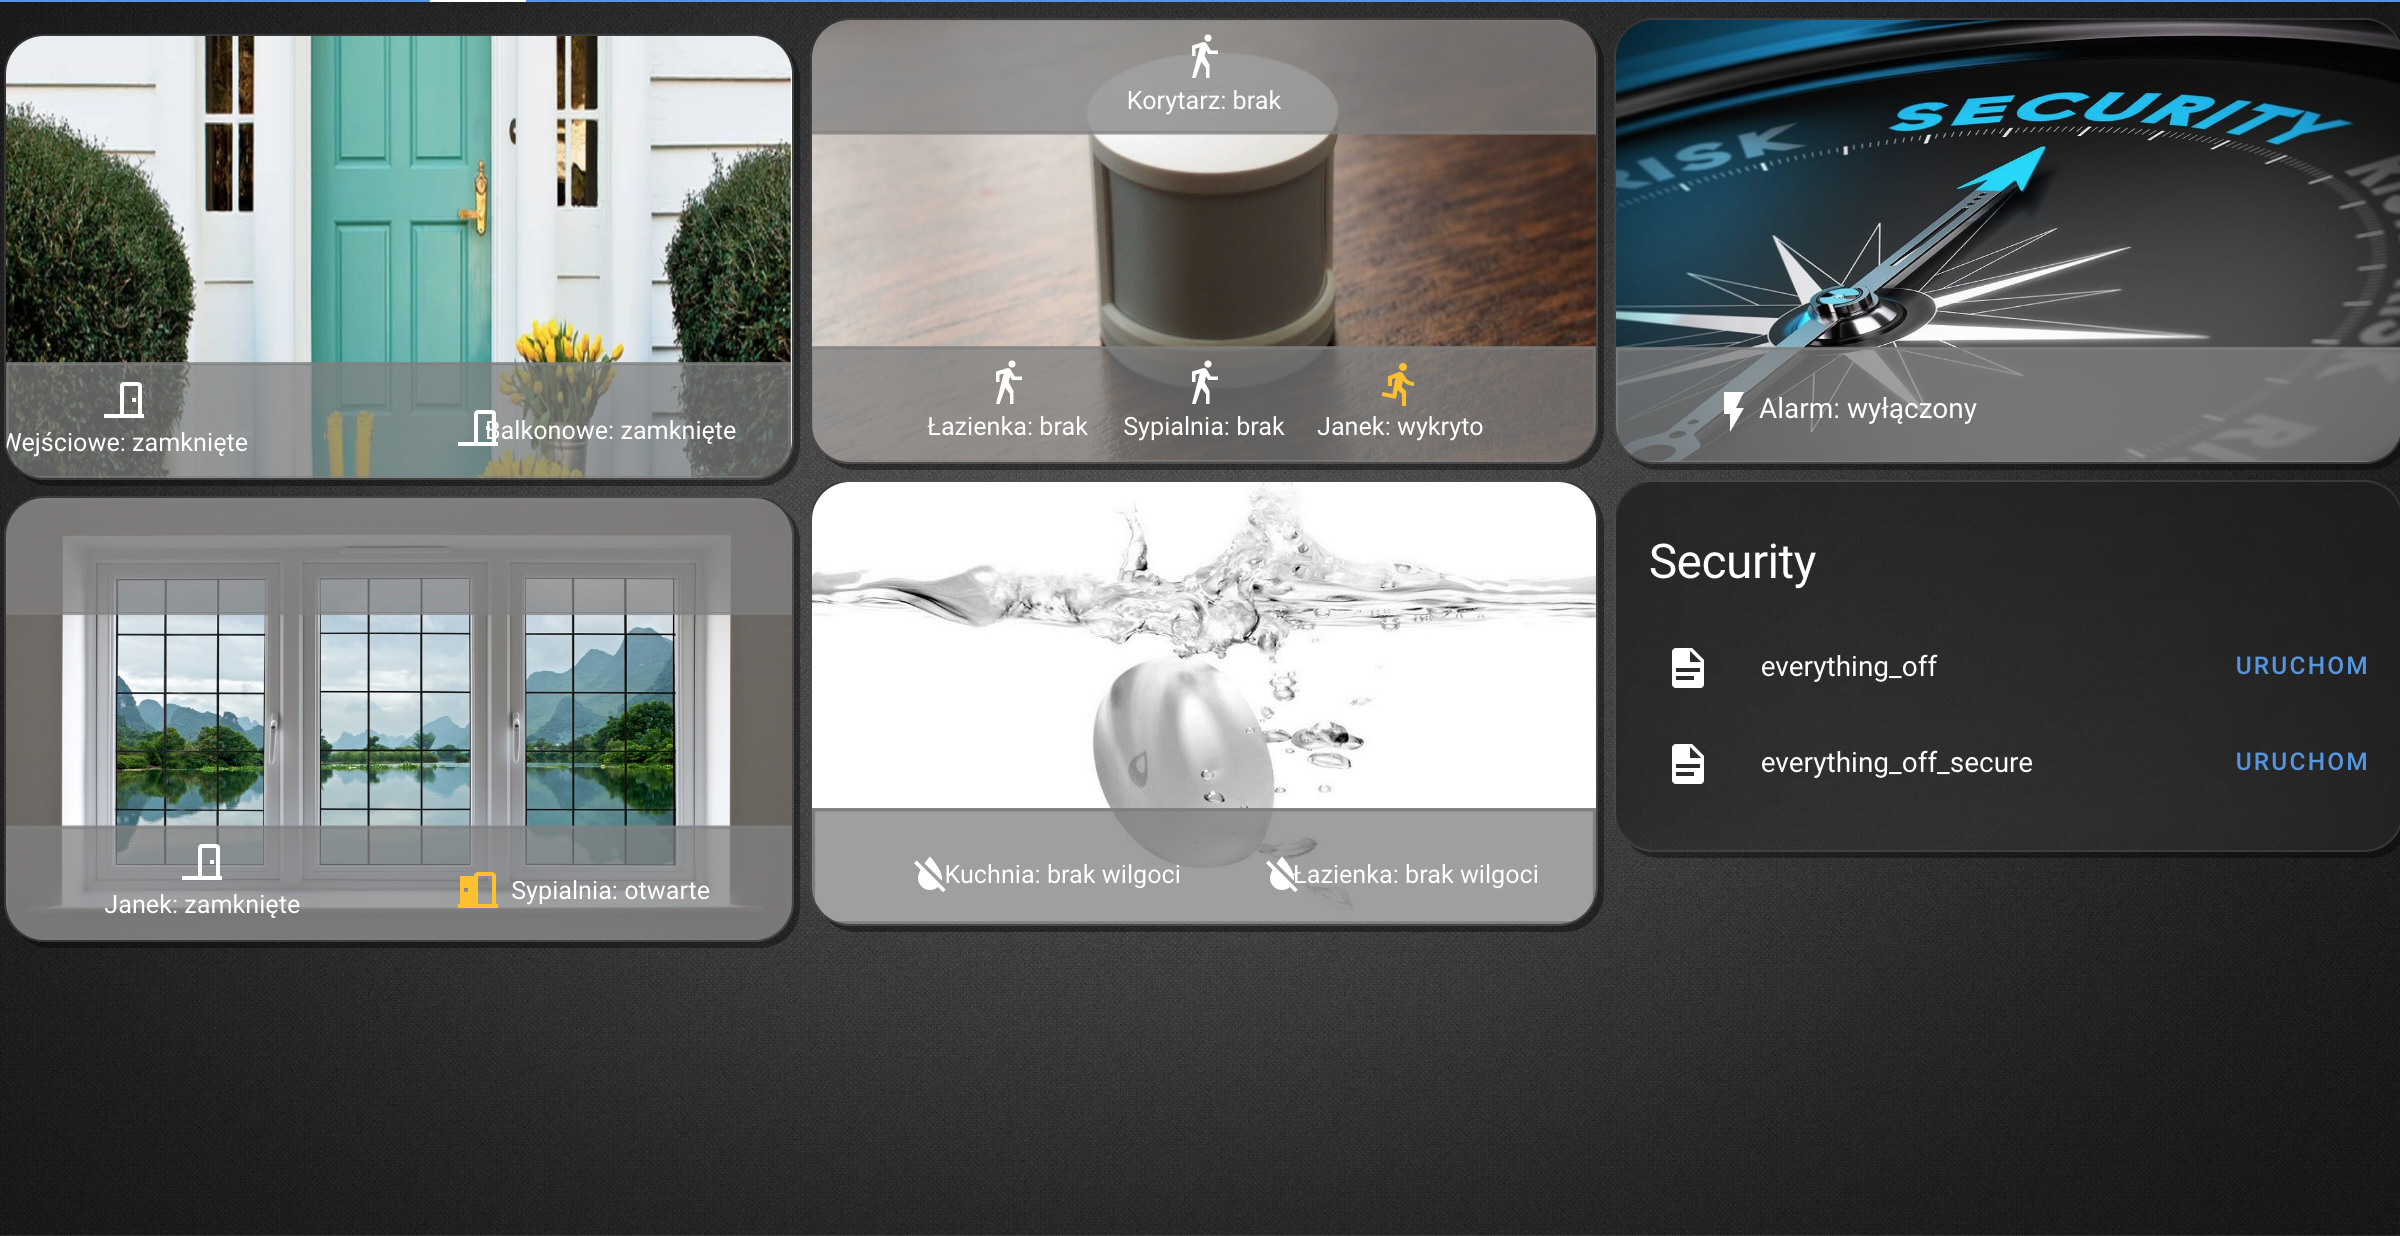 Wejściowe: zamknięte
Balkonowe: zamknięte
Korytarz: brak
Łazienka: brak
Sypialnia: brak
Janek: wykryto
SECURITY
RISK
Alarm: wyłączony
Janek: zamknięte
Sypialnia: otwarte
Kuchnia: brak wilgoci
Łazienka: brak wilgoci
Security
everything_off
URUCHOM
everything_off_secure
URUCHOM